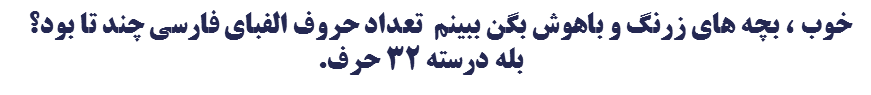 خوب ، بچه های زرنگ و باهوش بگن ببینم تعداد حروف الفبای فارسی چند تا بود؟
بله درسته ۳۲ حرف.